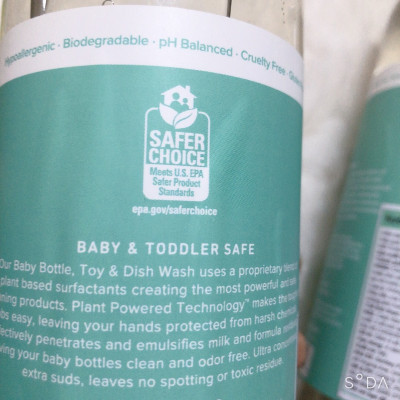 Hypoallergenic · Biodegradable · pH Balanced · Cruelty Free ·
SAFER
CHOICE
Meets U.S. EPA
Safer Product
Standards
epa.gov/saferchoice
BABY & TODDLER SAFE
Our Baby Bottle, Toy & Dish Wash uses a proprietary
plant based surfactants creating the most powerful and
products. Plant Powered Technology™ makes the
easy, leaving your hands protected from harsh
penetrates and emulsifies milk and formula
your baby bottles clean and odor free. Ultra
extra suds, leaves no spotting or toxic residue.
S°DA